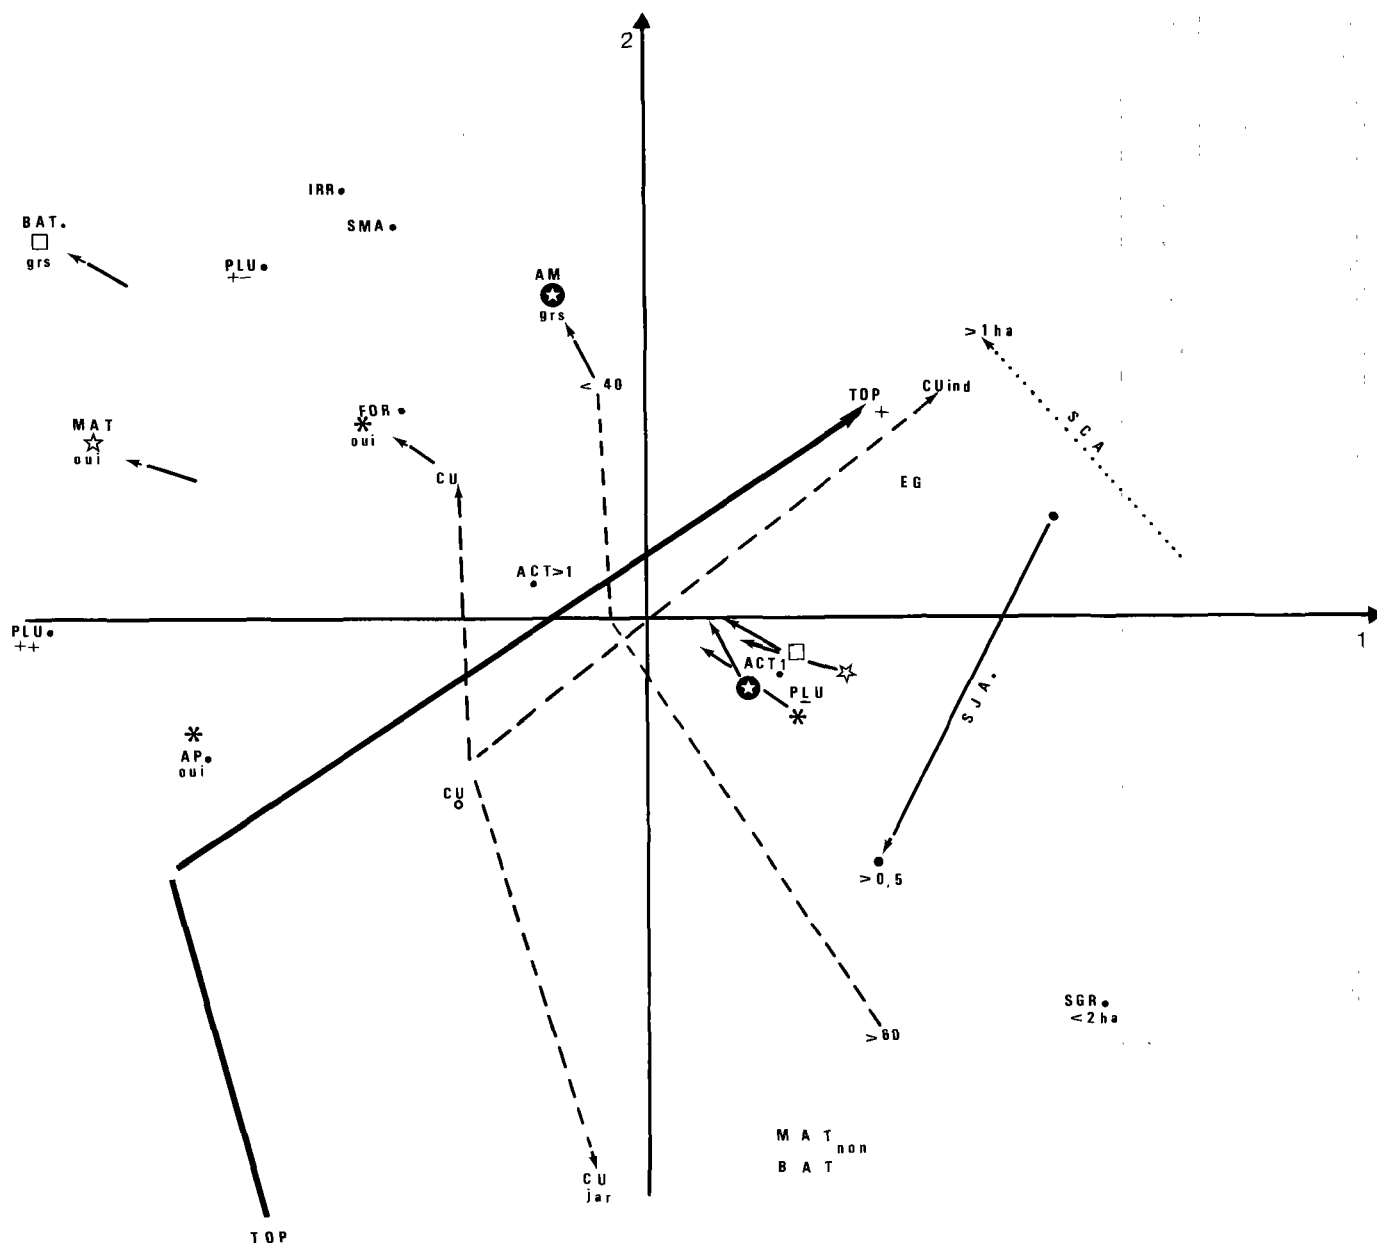 2
IRR
BAT.
SMA
grs
PLU
+-
AM
grs
>1ha
< 40
CUind
TOP
+
FOR
oui
MAT
oui
SCA
CU
EG
ACT>1
PLU
++
1
ACT1
PLU
SJA.
AP
oui
CU
>0,5
SGR
<2ha
>60
MAT
non
BAT
CU
jar
TOP